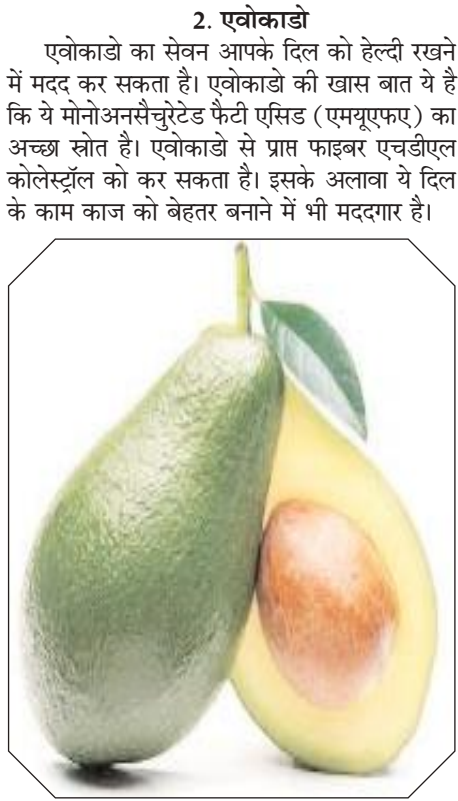 2. एवोकाडो
एवोकाडो का सेवन आपके दिल को हेल्दी रखने
में मदद कर सकता है। एवोकाडो की खास बात ये है
कि ये मोनोअनसैचुरेटेड फैटी एसिड (एमयूएफए) का
अच्छा स्रोत है। एवोकाडो से प्राप्त फाइबर एचडीएल
कोलेस्ट्रॉल को कर सकता है। इसके अलावा ये दिल
के काम काज को बेहतर बनाने में भी मददगार है।